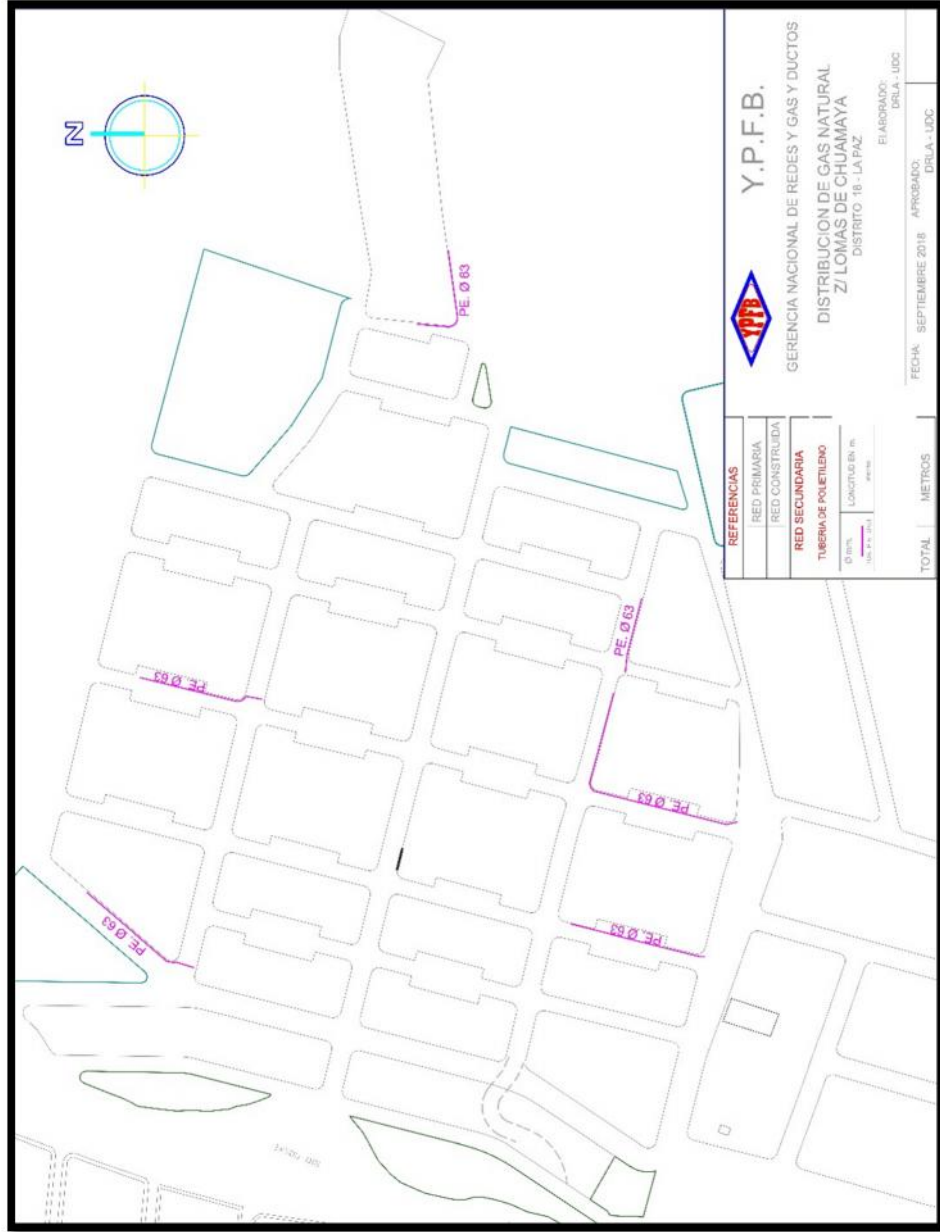 N
PE. Ø 63
PE. Ø 63
PE. Ø 63
PE. Ø 63
PE. Ø 63
PE. Ø 63
REFERENCIAS
RED PRIMARIA
RED CONSTRUIDA
RED SECUNDARIA
TUBERIA DE POLIETILENO
LONGITUD EN m.
TOTAL METROS
YPFB
Y.P.F.B.
GERENCIA NACIONAL DE REDES Y GAS Y DUCTOS
DISTRIBUCION DE GAS NATURAL
Z/ LOMAS DE CHUAMAYA
DISTRITO 18 - LA PAZ
ELABORADO:
DRLA - UDC
FECHA: SEPTIEMBRE 2018
APROBADO:
DRLA - UDC